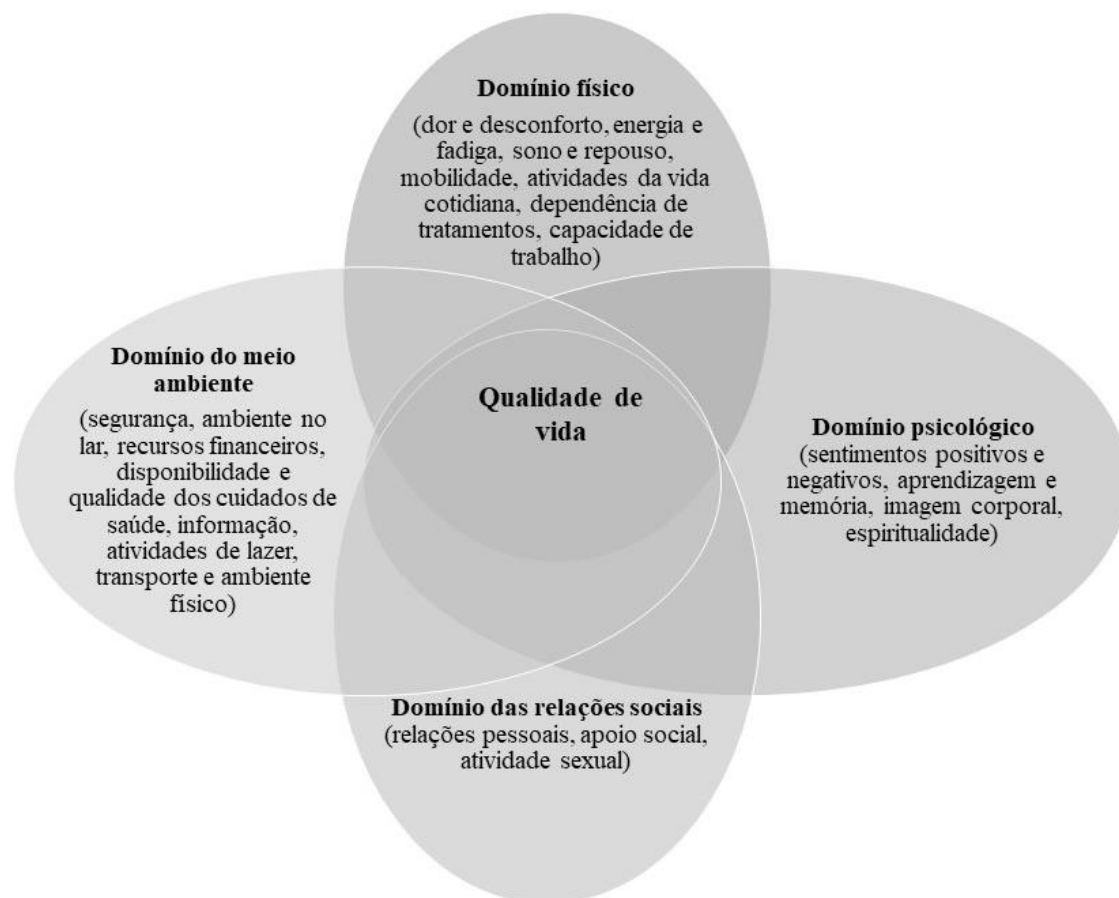 Domínio físico
(dor e desconforto, energia e
fadiga, sono e repouso,
mobilidade, atividades da vida
cotidiana, dependência de
tratamentos, capacidade de
trabalho)
Domínio do meio
ambiente
(segurança, ambiente no
lar, recursos financeiros,
disponibilidade e
qualidade dos cuidados de
saúde, informação,
atividades de lazer,
transporte e ambiente
físico)
Qualidade de
vida
Domínio psicológico
(sentimentos positivos e
negativos, aprendizagem e
memória, imagem corporal,
espiritualidade)
Domínio das relações sociais
(relações pessoais, apoio social,
atividade sexual)